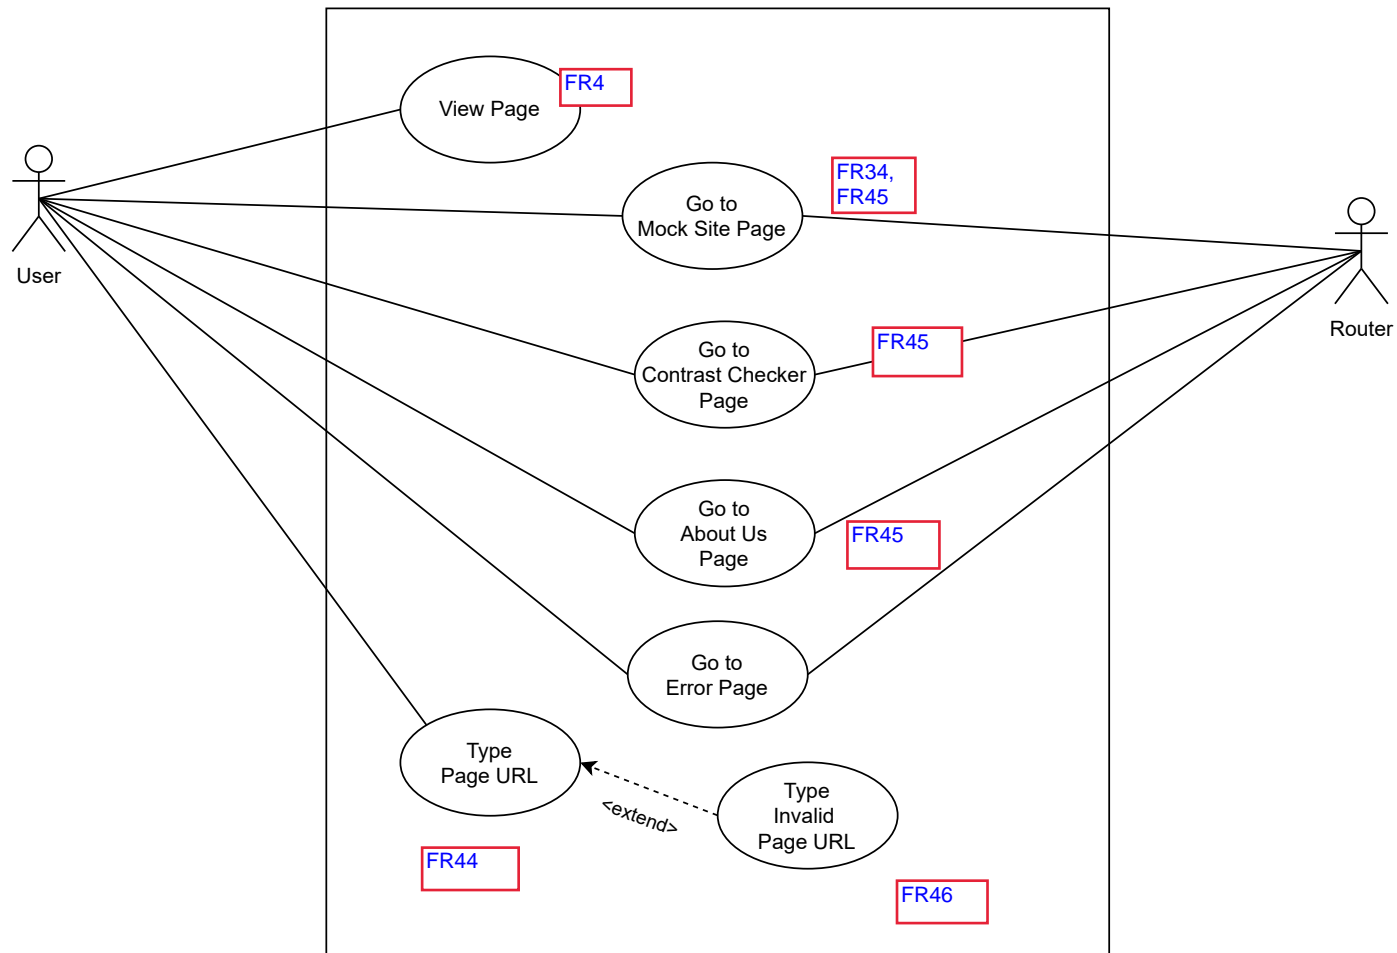 FR4
View Page
FR34,
FR45
Go to
Mock Site Page
User
Router
FR45
Go to
Contrast Checker
Page
Go to
About Us
Page
FR45
Go to
Error Page
Type
Page URL
<extend>
Type
Invalid
Page URL
FR44
FR46